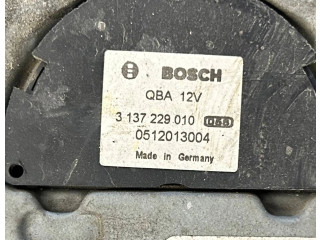 BOSCH
QBA 12V
3 137 229 010
0512013004
Made in Germany